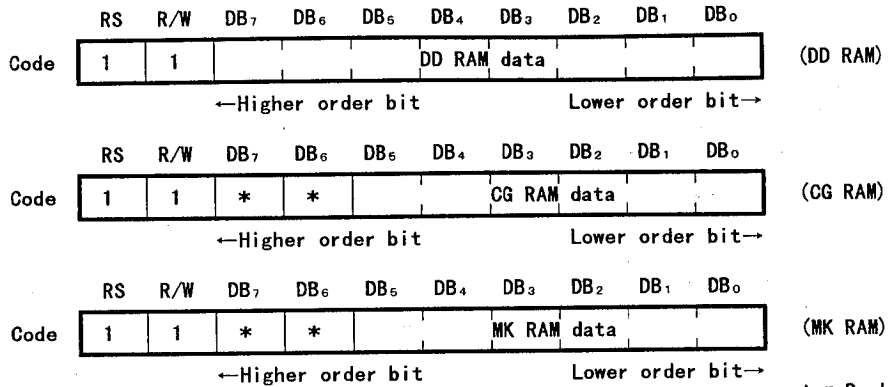 RS R/W DB₇ DB₆ DB₅ DB₄ DB₃ DB₂ DB₁ DB₀
Code 1 1 DD RAM data (DD RAM)
←Higher order bit Lower order bit→
RS R/W DB₇ DB₆ DB₅ DB₄ DB₃ DB₂ DB₁ DB₀
Code 1 1 * * CG RAM data (CG RAM)
←Higher order bit Lower order bit→
RS R/W DB₇ DB₆ DB₅ DB₄ DB₃ DB₂ DB₁ DB₀
Code 1 1 * * MK RAM data (MK RAM)
←Higher order bit Lower order bit→